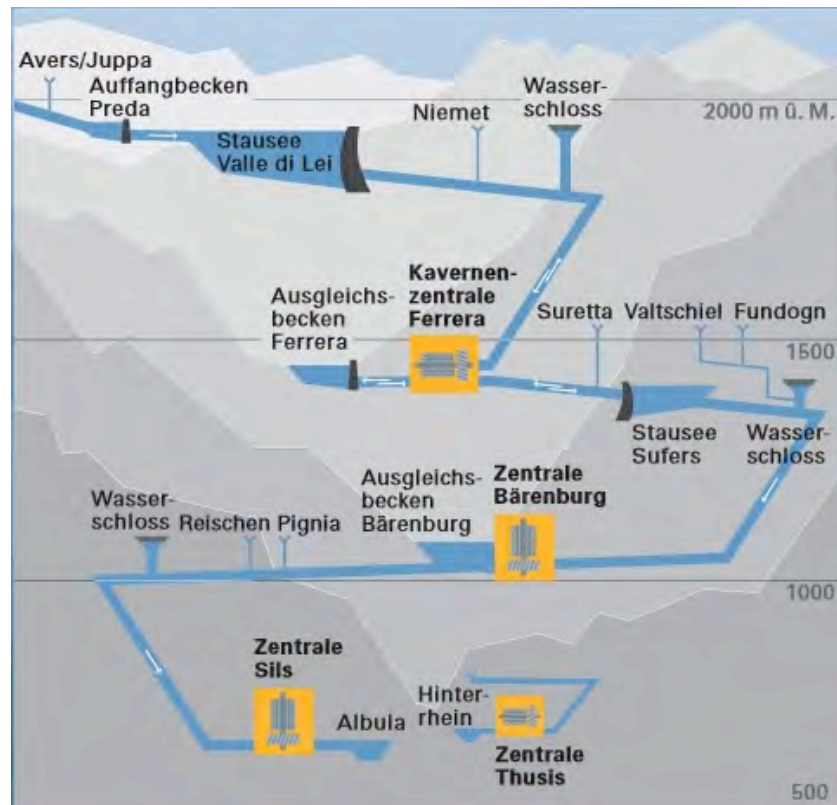 Avers/Juppa
Auffangbecken
Preda
Stausee
Valle di Lei
Niemet
Wasser-
schloss
2000 m ü. M.
Kavernen-
zentrale
Ferrera
Ausgleichs-
becken
Ferrera
Suretta
Valtschiel
Fundogn
1500
Stausee
Sufers
Wasser-
schloss
Wasser-
schloss
Reischen Pignia
Ausgleichs-
becken
Bärenburg
Zentrale
Bärenburg
1000
Zentrale
Sils
Albula
Hinter-
rhein
Zentrale
Thusis
500